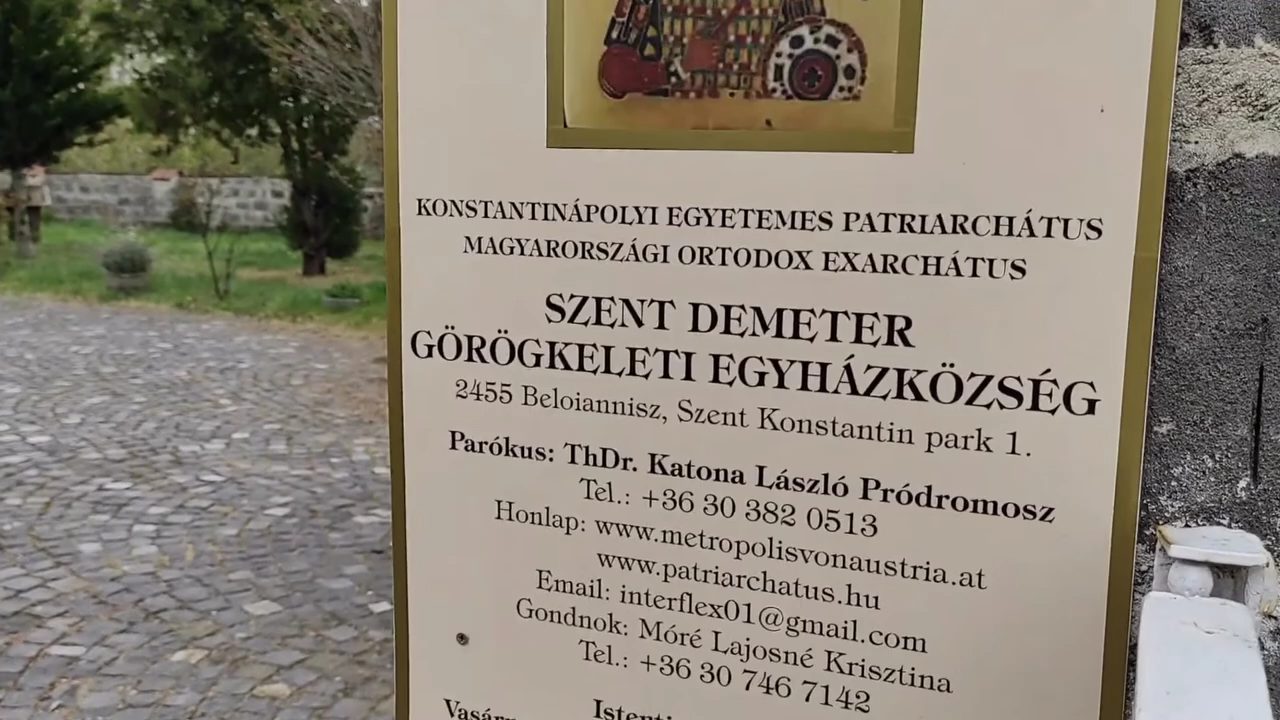 KONSTANTINÁPOLYI EGYETEMES PATRIARCHÁTUS
MAGYARORSZÁGI ORTODOX EXARCHÁTUS
SZENT DEMETER
GÖRÖGKELETI EGYHÁZKÖZSÉG
2455 Beloiannisz, Szent Konstantin park 1.
Parókus: ThDr. Katona László Pródromosz
Tel.: +36 30 382 0513
Honlap: www.metropolisvonaustria.at
www.patriarchatus.hu
Email: interflex01@gmail.com
Gondnok: Móré Lajosné Krisztina
Tel.: +36 30 746 7142